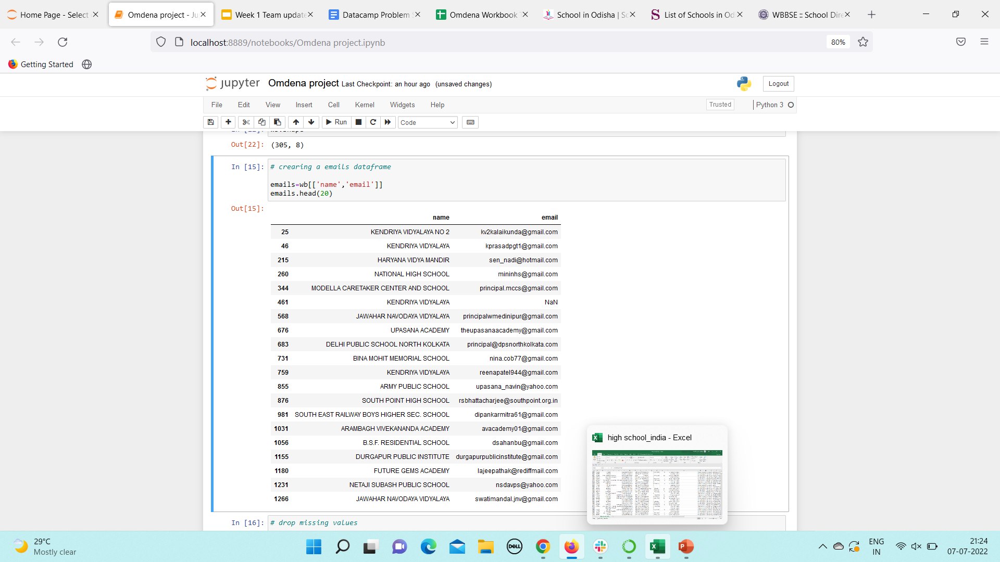 Home Page - Select
Omdena project - Ju
Week 1 Team update
Datacamp Problem S
Omdena Workbook T
School in Odisha | Sc
List of Schools in Od
WBBSE :: School Dire
localhost:8889/notebooks/Omdena project.ipynb
80%
Getting Started
jupyter Omdena project Last Checkpoint: an hour ago (unsaved changes)
Logout
File Edit View Insert Cell Kernel Widgets Help
Trusted
Python 3
Run
Code
Out[22]: (305, 8)
In [15]: # crearing a emails dataframe
emails=wb[['name','email']]
emails.head(20)
Out[15]:
name email
25 KENDRIYA VIDYALAYA NO 2 kv2kalaikunda@gmail.com
46 KENDRIYA VIDYALAYA kprasadpgt1@gmail.com
215 HARYANA VIDYA MANDIR sen_nadi@hotmail.com
260 NATIONAL HIGH SCHOOL mininhs@gmail.com
344 MODELLA CARETAKER CENTER AND SCHOOL principal.mccs@gmail.com
461 KENDRIYA VIDYALAYA NaN
568 JAWAHAR NAVODAYA VIDYALAYA principalwmedinipur@gmail.com
676 UPASANA ACADEMY theupasanaacademy@gmail.com
683 DELHI PUBLIC SCHOOL NORTH KOLKATA principal@dpsnorthkolkata.com
731 BINA MOHIT MEMORIAL SCHOOL nina.cob77@gmail.com
759 KENDRIYA VIDYALAYA reenapatel944@gmail.com
855 ARMY PUBLIC SCHOOL upasana_navin@yahoo.com
876 SOUTH POINT HIGH SCHOOL rsbhattacharjee@southpoint.org.in
981 SOUTH EAST RAILWAY BOYS HIGHER SEC. SCHOOL dipankarmitra61@gmail.com
1031 ARAMBAGH VIVEKANANDA ACADEMY avacademy01@gmail.com
1056 B.S.F. RESIDENTIAL SCHOOL dsahanbu@gmail.com
1155 DURGAPUR PUBLIC INSTITUTE durgapurpublicinstitute@gmail.com
1180 FUTURE GEMS ACADEMY lajeepathak@rediffmail.com
1231 NETAJI SUBASH PUBLIC SCHOOL nsdavps@yahoo.com
1266 JAWAHAR NAVODAYA VIDYALAYA swatimandal.jnv@gmail.com
high school_india - Excel
In [16]: # drop missing values
29°C
Mostly clear
DELL
ENG
IN
21:24
07-07-2022